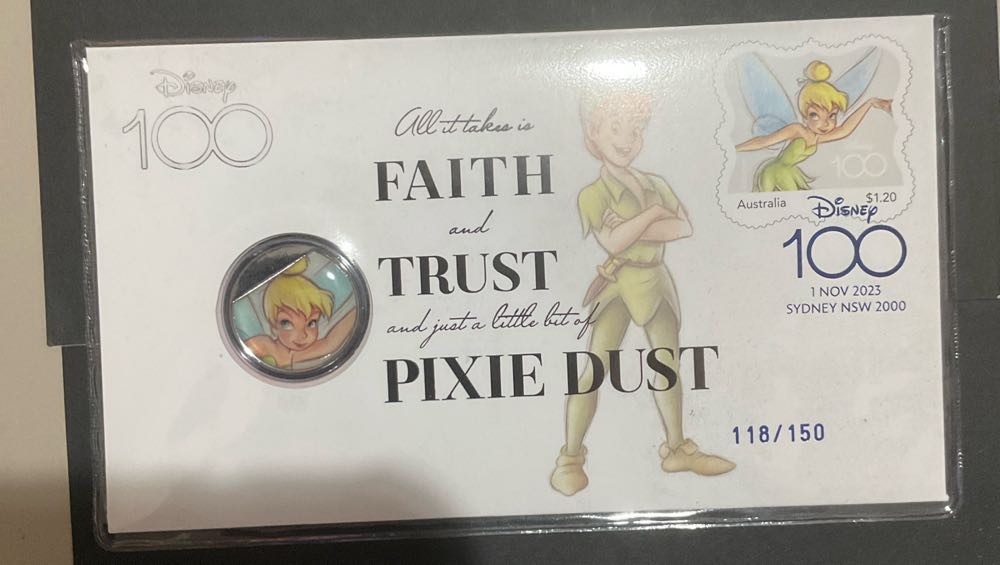 Disney
100
All it takes is
FAITH
and
TRUST
and just a little bit of
PIXIE DUST
100
Australia
$1.20
Disney
100
1 NOV 2023
SYDNEY NSW 2000
118/150